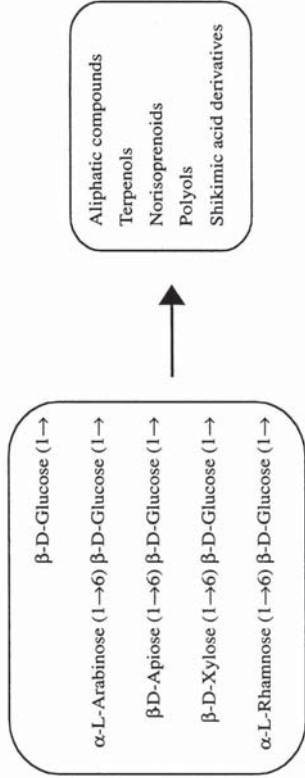 β-D-Glucose (1→
α-L-Arabinose (1→6) β-D-Glucose (1→
βD-Apiose (1→6) β-D-Glucose (1→
β-D-Xylose (1→6) β-D-Glucose (1→
α-L-Rhamnose (1→6) β-D-Glucose (1→
Aliphatic compounds
Terpenols
Norisoprenoids
Polyols
Shikimic acid derivatives